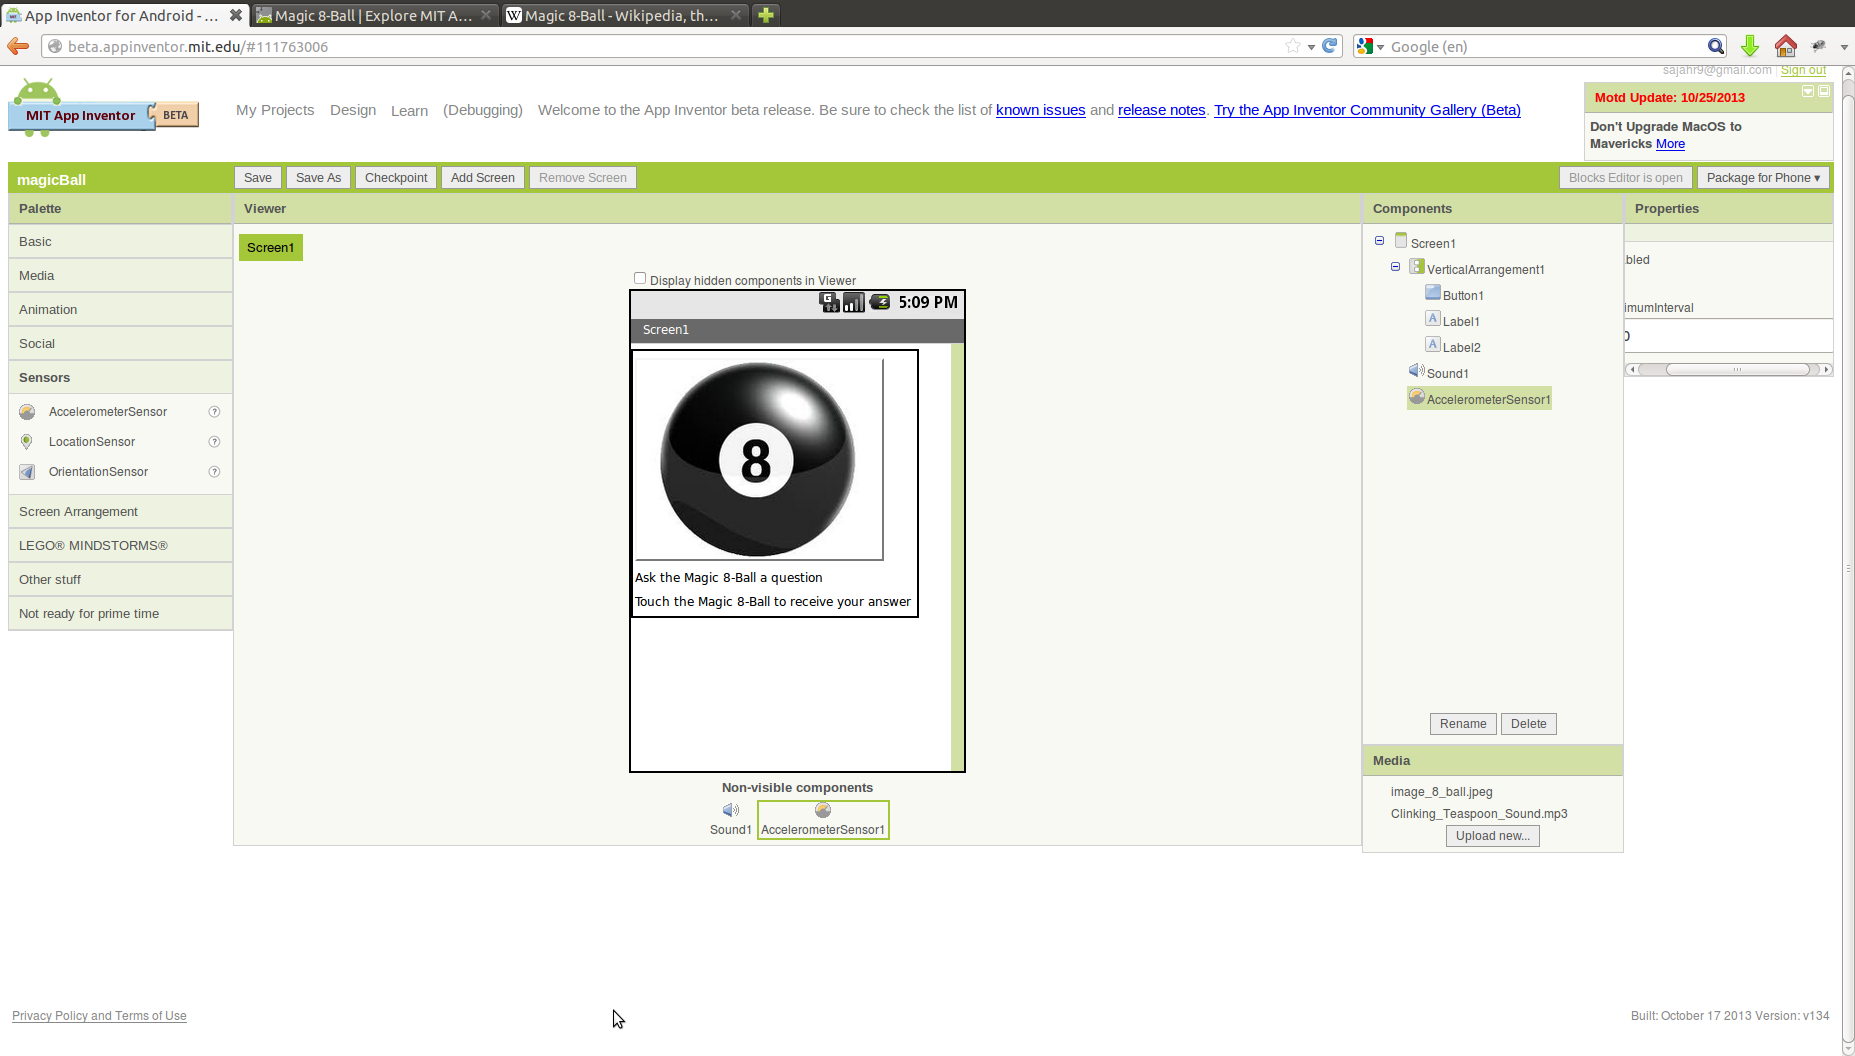 App Inventor for Android - ...
Magic 8-Ball | Explore MIT A...
Magic 8-Ball - Wikipedia, th...
beta.appinventor.mit.edu/#111763006
Google (en)
sajahr9@gmail.com | Sign out
MIT App Inventor BETA
My Projects Design Learn (Debugging) Welcome to the App Inventor beta release. Be sure to check the list of known issues and release notes. Try the App Inventor Community Gallery (Beta)
Motd Update: 10/25/2013
Don't Upgrade MacOS to
Mavericks More
magicBall
Save Save As Checkpoint Add Screen Remove Screen
Blocks Editor is open Package for Phone ▾
Palette
Basic
Media
Animation
Social
Sensors
AccelerometerSensor ?
LocationSensor ?
OrientationSensor ?
Screen Arrangement
LEGO® MINDSTORMS®
Other stuff
Not ready for prime time
Viewer
Screen1
Display hidden components in Viewer
5:09 PM
Screen1
8
Ask the Magic 8-Ball a question
Touch the Magic 8-Ball to receive your answer
Non-visible components
Sound1 AccelerometerSensor1
Components
Screen1
VerticalArrangement1
Button1
Label1
Label2
Sound1
AccelerometerSensor1
Rename Delete
Media
image_8_ball.jpeg
Clinking_Teaspoon_Sound.mp3
Upload new...
Properties
bled
imumInterval
0
Privacy Policy and Terms of Use
Built: October 17 2013 Version: v134